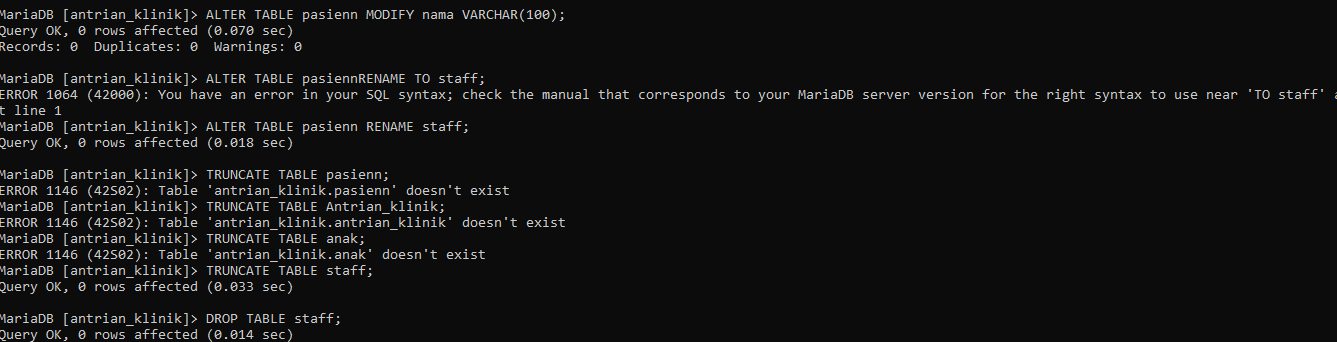 MariaDB [antrian_klinik]> ALTER TABLE pasienn MODIFY nama VARCHAR(100);
Query OK, 0 rows affected (0.070 sec)
Records: 0  Duplicates: 0  Warnings: 0
MariaDB [antrian_klinik]> ALTER TABLE pasiennRENAME TO staff;
ERROR 1064 (42000): You have an error in your SQL syntax; check the manual that corresponds to your MariaDB server version for the right syntax to use near 'TO staff' a
t line 1
MariaDB [antrian_klinik]> ALTER TABLE pasienn RENAME staff;
Query OK, 0 rows affected (0.018 sec)
MariaDB [antrian_klinik]> TRUNCATE TABLE pasienn;
ERROR 1146 (42S02): Table 'antrian_klinik.pasienn' doesn't exist
MariaDB [antrian_klinik]> TRUNCATE TABLE Antrian_klinik;
ERROR 1146 (42S02): Table 'antrian_klinik.antrian_klinik' doesn't exist
MariaDB [antrian_klinik]> TRUNCATE TABLE anak;
ERROR 1146 (42S02): Table 'antrian_klinik.anak' doesn't exist
MariaDB [antrian_klinik]> TRUNCATE TABLE staff;
Query OK, 0 rows affected (0.033 sec)
MariaDB [antrian_klinik]> DROP TABLE staff;
Query OK, 0 rows affected (0.014 sec)